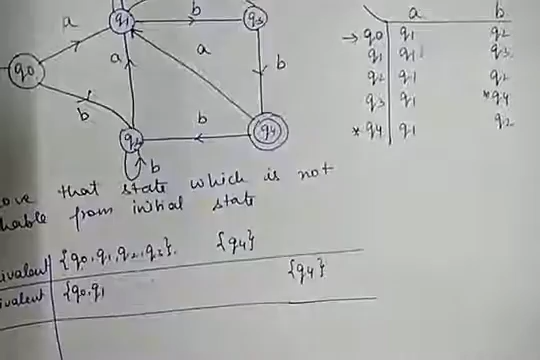 a b
q1 b q3
→ q0 q1 q2
a a q1 q1 q3
q0 a b q2 q1 q2
b q3 q1 *q4
b q4 * q4 q1 q2
b
that state which is not
from initial state
{q0, q1, q2, q3}. {q4}
{q0, q1 {q4}